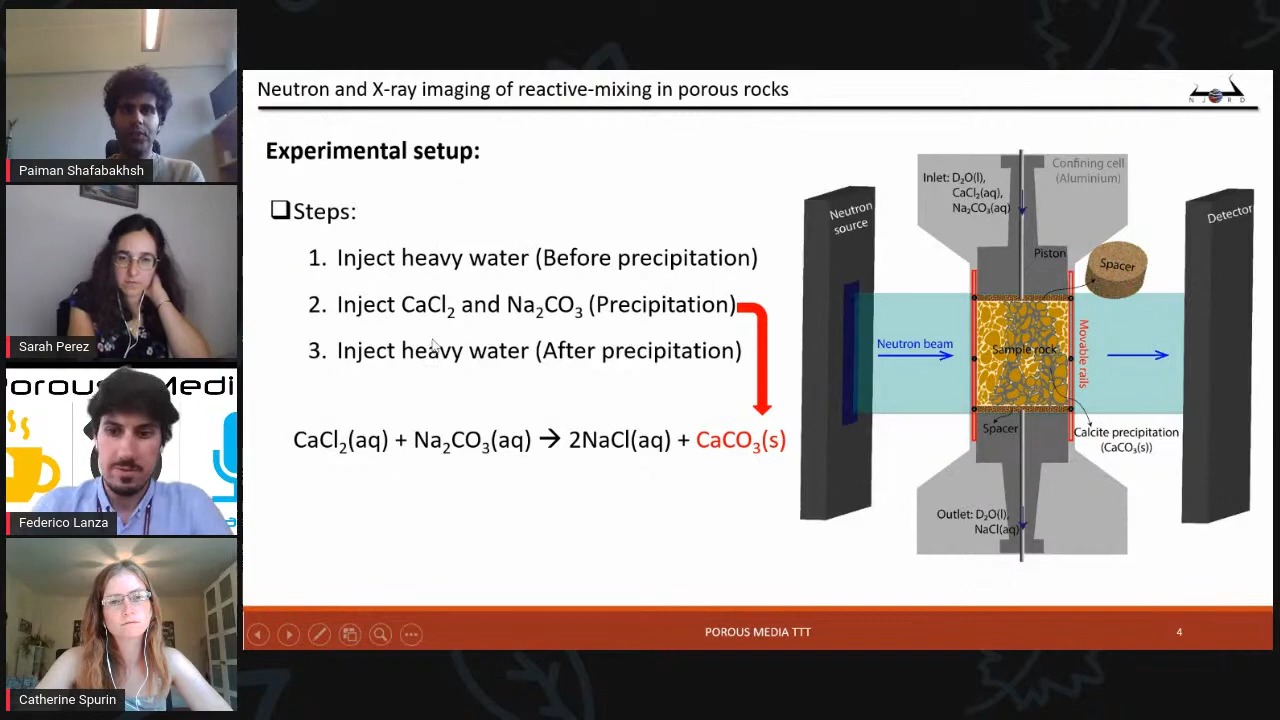 Paiman Shafabakhsh
Sarah Perez
Porous Medi
Federico Lanza
Catherine Spurin
Neutron and X-ray imaging of reactive-mixing in porous rocks
NJORD
Experimental setup:
Steps:
1. Inject heavy water (Before precipitation)
2. Inject CaCl₂ and Na₂CO₃ (Precipitation)
3. Inject heavy water (After precipitation)
CaCl₂(aq) + Na₂CO₃(aq) → 2NaCl(aq) + CaCO₃(s)
Neutron
source
Inlet: D₂O(l),
CaCl₂(aq),
Na₂CO₃(aq)
Confining cell
(Aluminium)
Detector
Piston
Spacer
Neutron beam
Sample rock
Movable rails
Spacer
Calcite precipitation
(CaCO₃(s))
Outlet: D₂O(l),
NaCl(aq)
POROUS MEDIA TTT
4